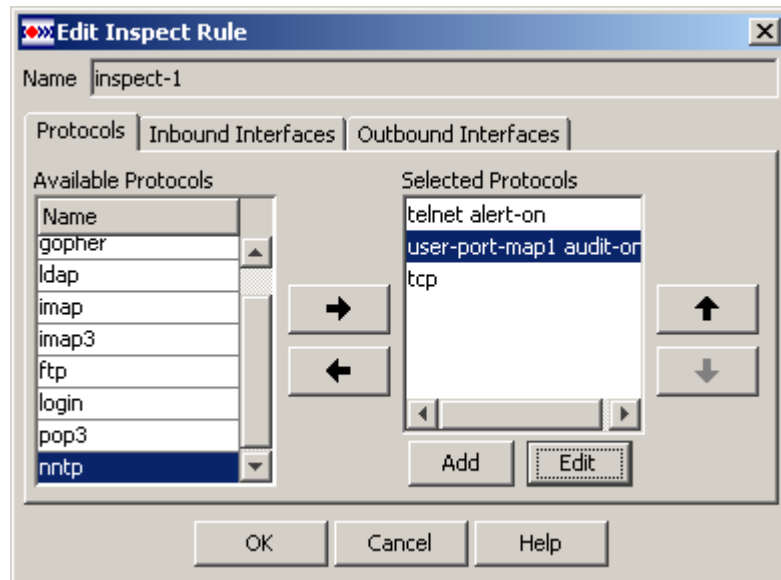 Edit Inspect Rule
Name inspect-1
Protocols Inbound Interfaces Outbound Interfaces
Available Protocols
Name
gopher
ldap
imap
imap3
ftp
login
pop3
nntp
Selected Protocols
telnet alert-on
user-port-map1 audit-on
tcp
Add Edit
OK Cancel Help